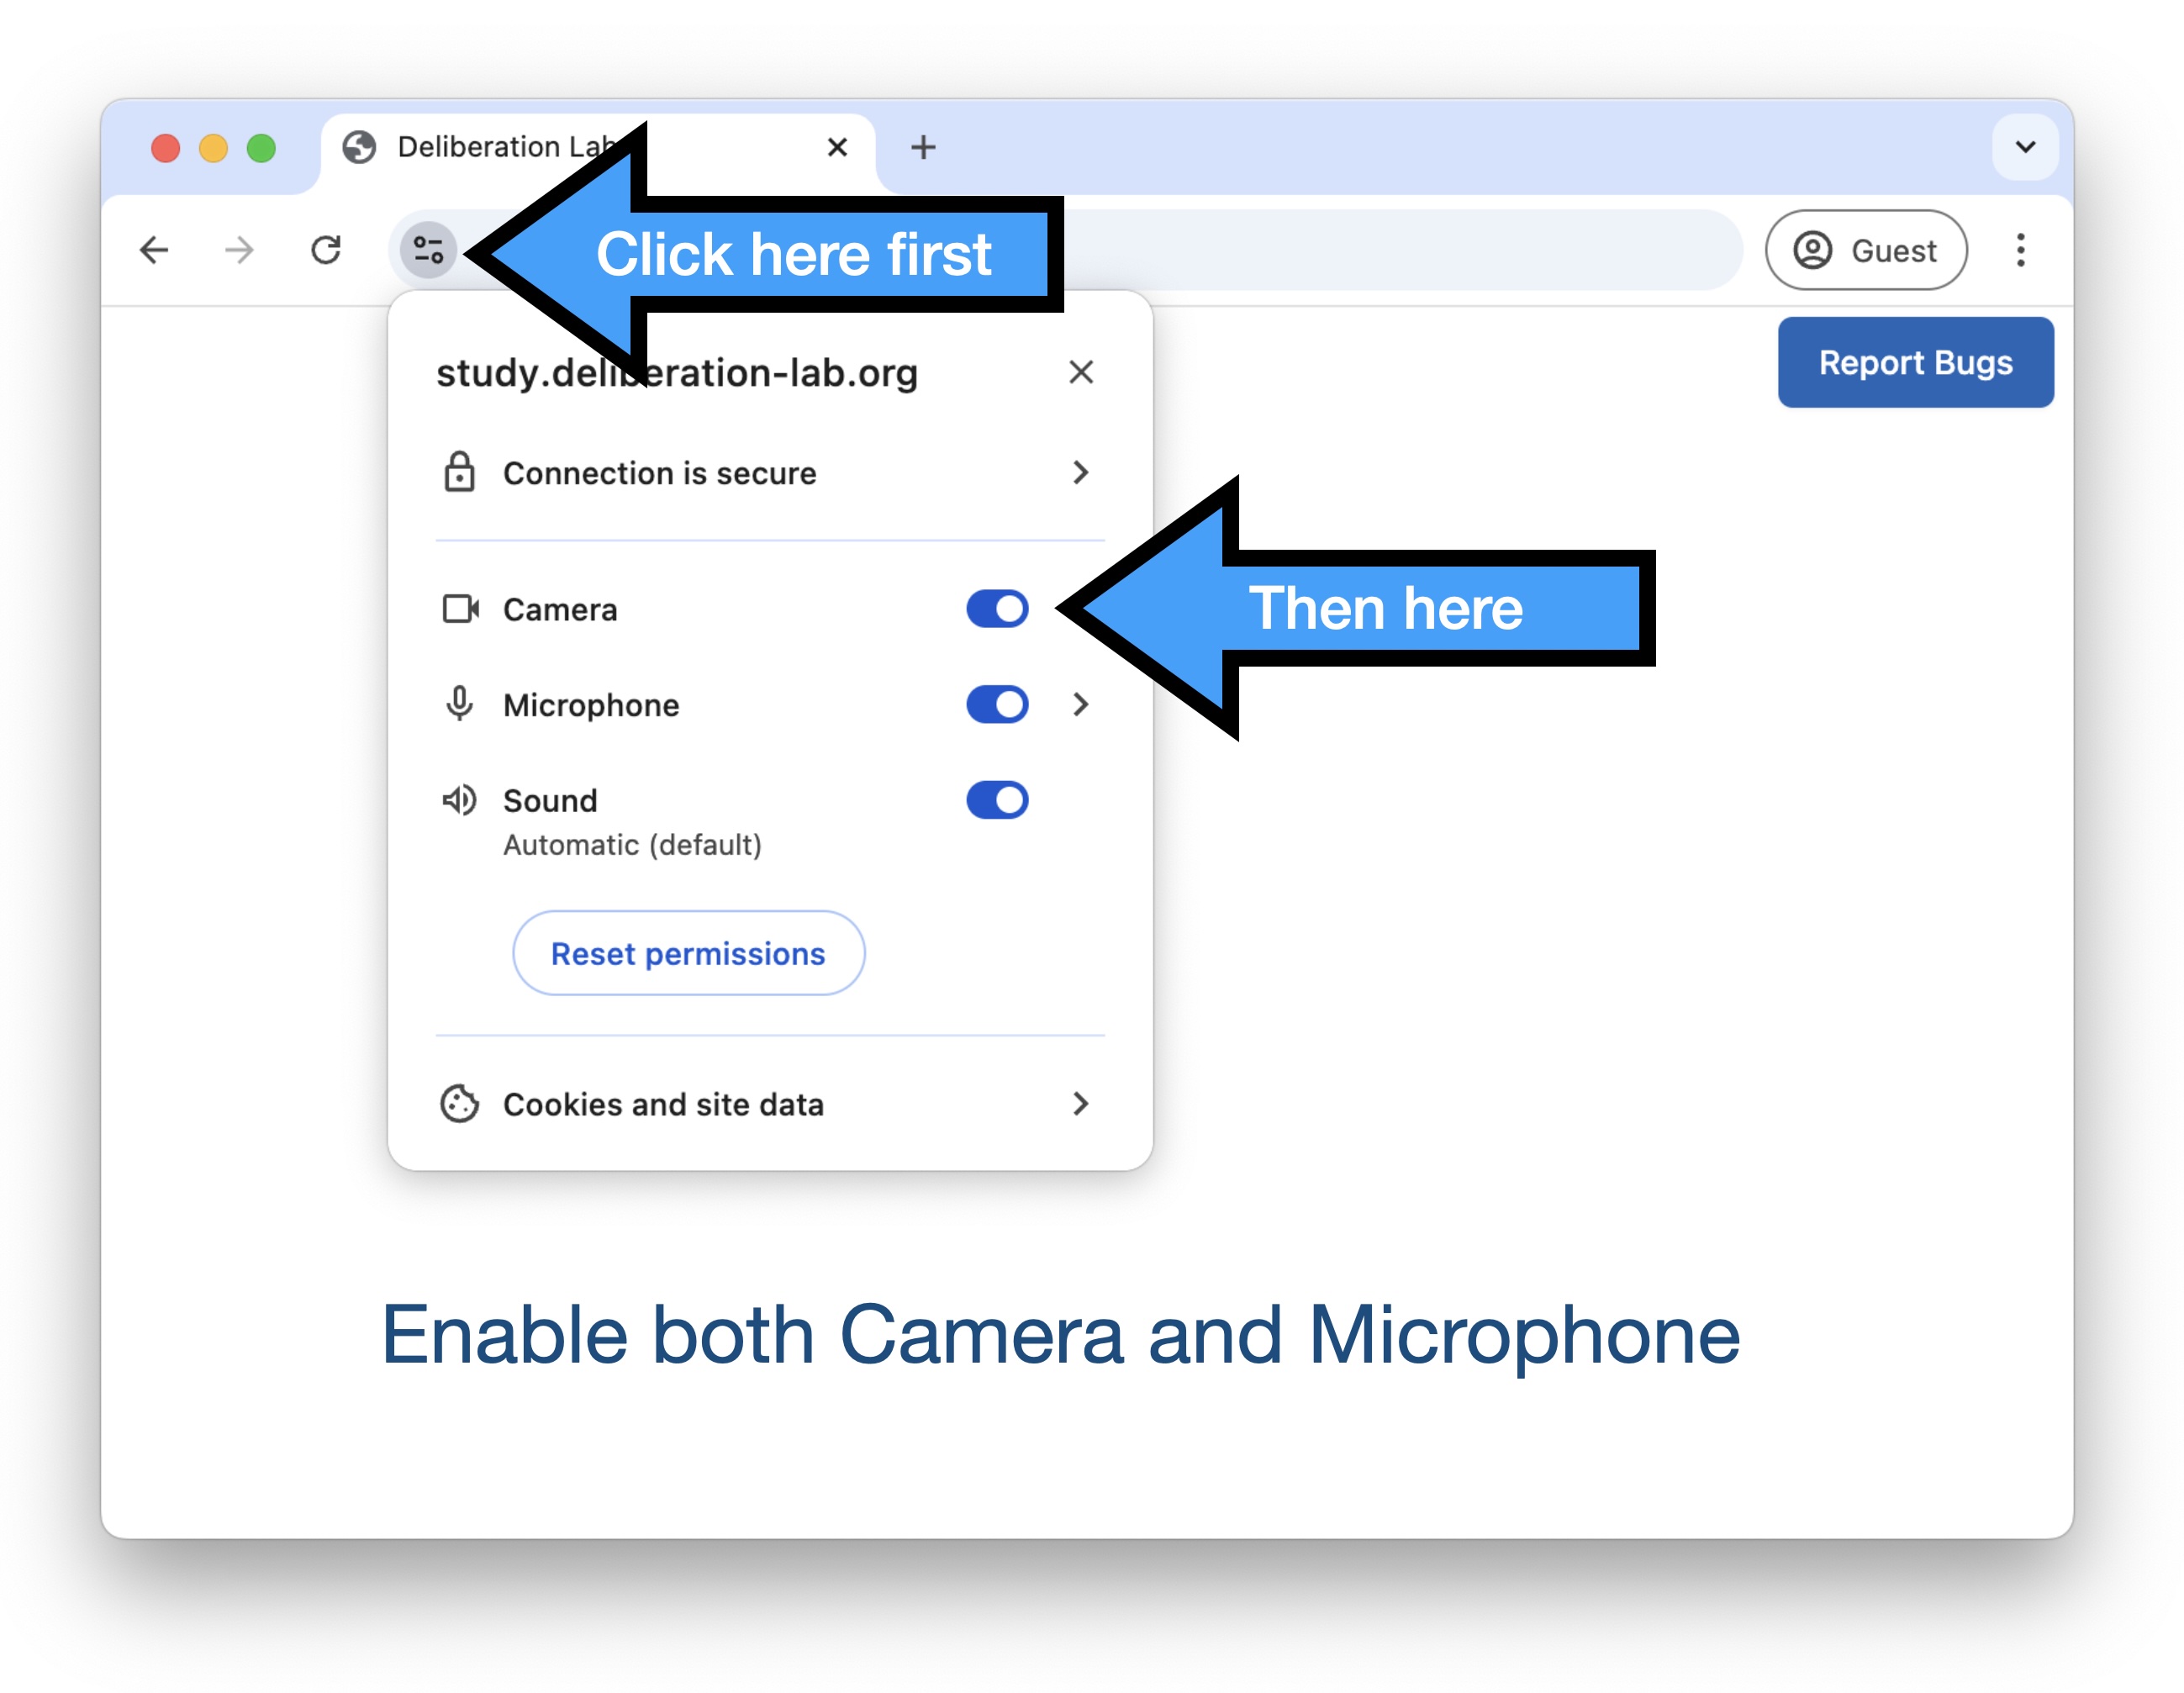 Deliberation Lab
Click here first
Guest
study.deliberation-lab.org
Report Bugs
Connection is secure
Camera
Then here
Microphone
Sound
Automatic (default)
Reset permissions
Cookies and site data
Enable both Camera and Microphone